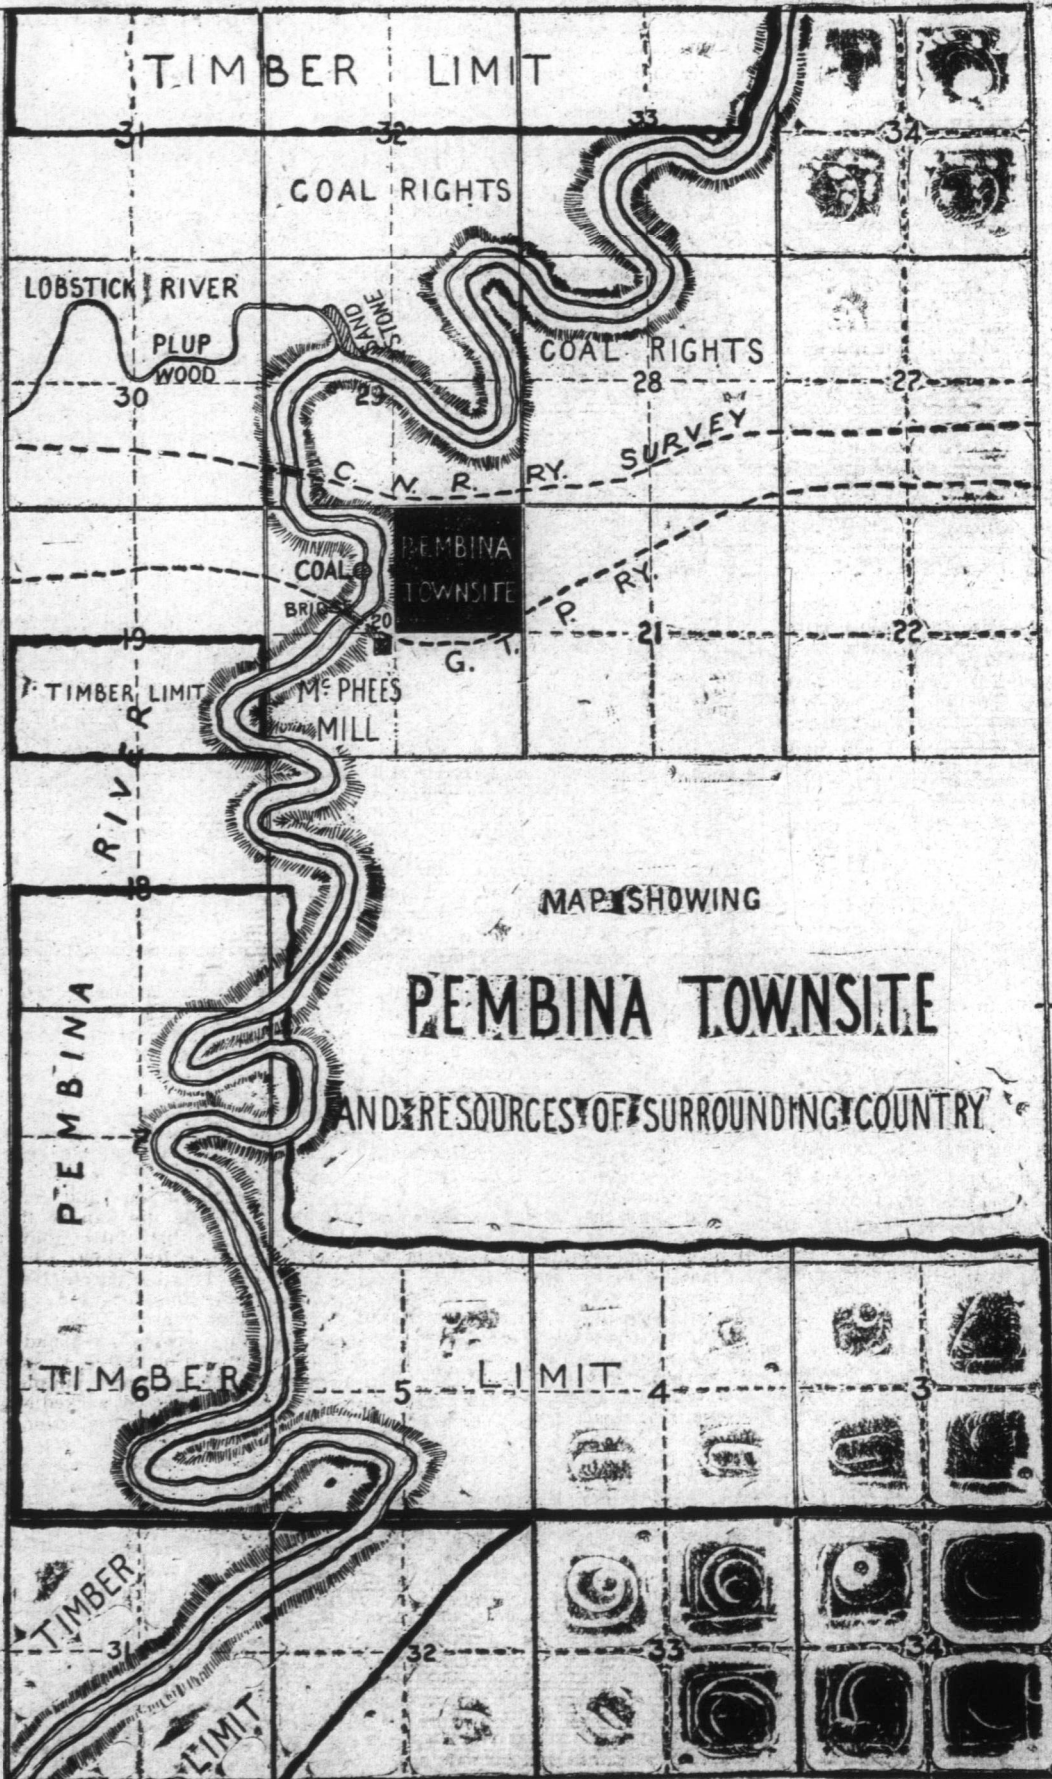 TIMBER LIMIT
31 32 33 34
COAL RIGHTS
LOBSTICK RIVER
SAND
STONE
PLUP
WOOD
COAL RIGHTS
30 29 28 27
C. N. R. RY. SURVEY
PEMBINA
TOWNSITE
COAL
BRIDGE
G. T. P. RY.
19 20 21 22
TIMBER LIMIT
McPHEES
MILL
PEMBINA RIVER
18
MAP SHOWING
PEMBINA TOWNSITE
AND RESOURCES OF SURROUNDING COUNTRY
TIMBER LIMIT
6 5 4 3
TIMBER
LIMIT
31 32 33 34